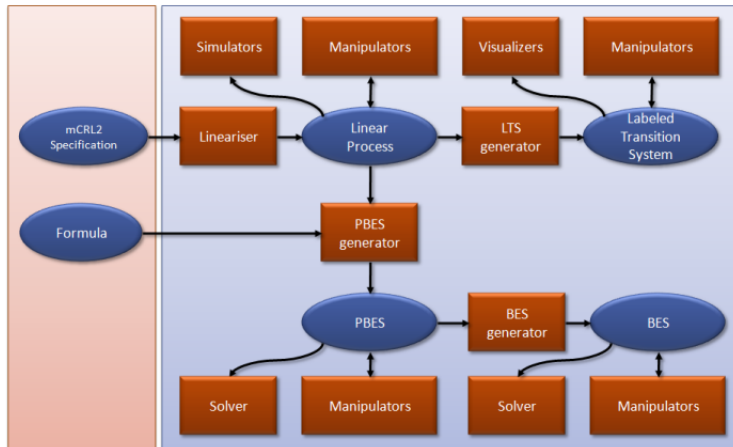 Simulators
Manipulators
Visualizers
Manipulators
mCRL2
Specification
Lineariser
Linear
Process
LTS
generator
Labeled
Transition
System
Formula
PBES
generator
PBES
BES
generator
BES
Solver
Manipulators
Solver
Manipulators